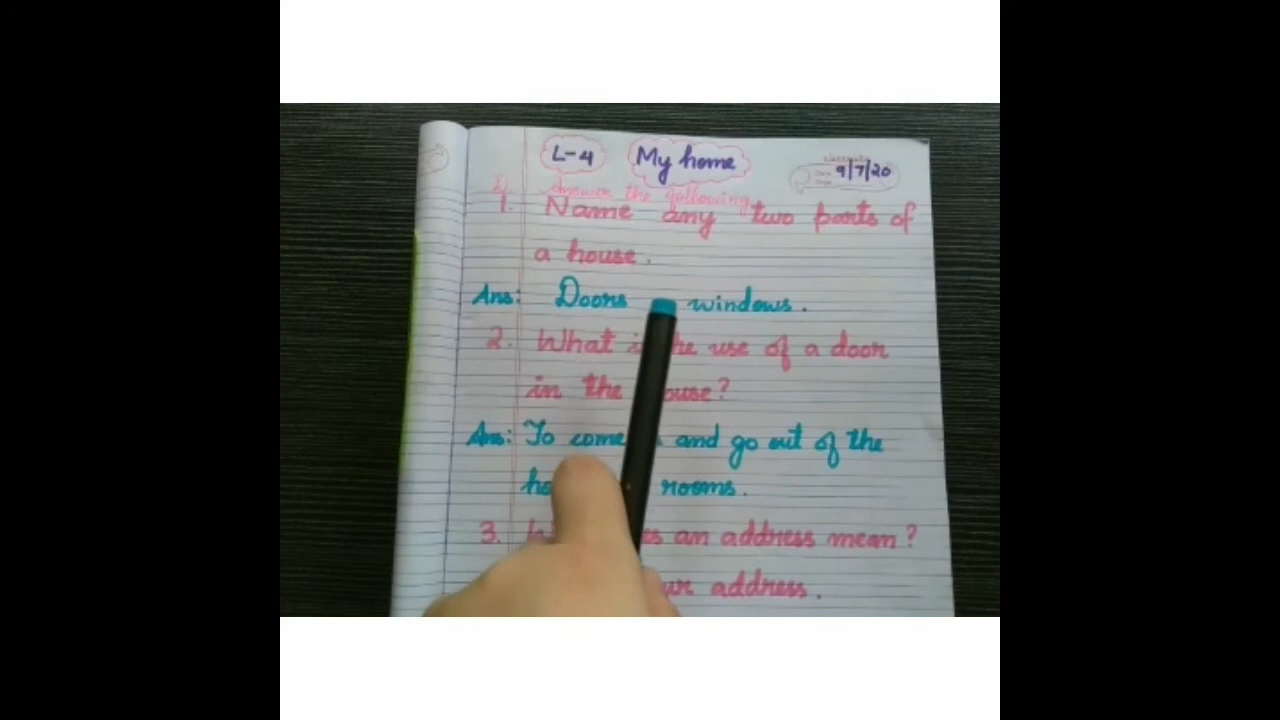 L-4 My home 9/7/20
Answer the following
1. Name any two parts of
a house.
Ans: Doors windows.
2. What the use of a door
in the
Ans: To come and go out of the
rooms.
3. an address mean?
address.